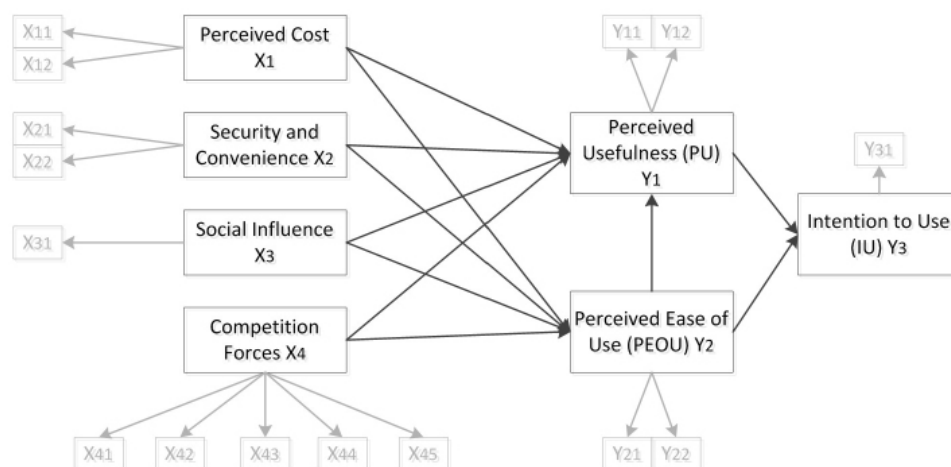 X11
X12
Perceived Cost
X1
Y11 Y12
X21
X22
Security and
Convenience X2
Perceived
Usefulness (PU)
Y1
Y31
X31
Social Influence
X3
Intention to Use
(IU) Y3
Competition
Forces X4
Perceived Ease of
Use (PEOU) Y2
X41 X42 X43 X44 X45
Y21 Y22